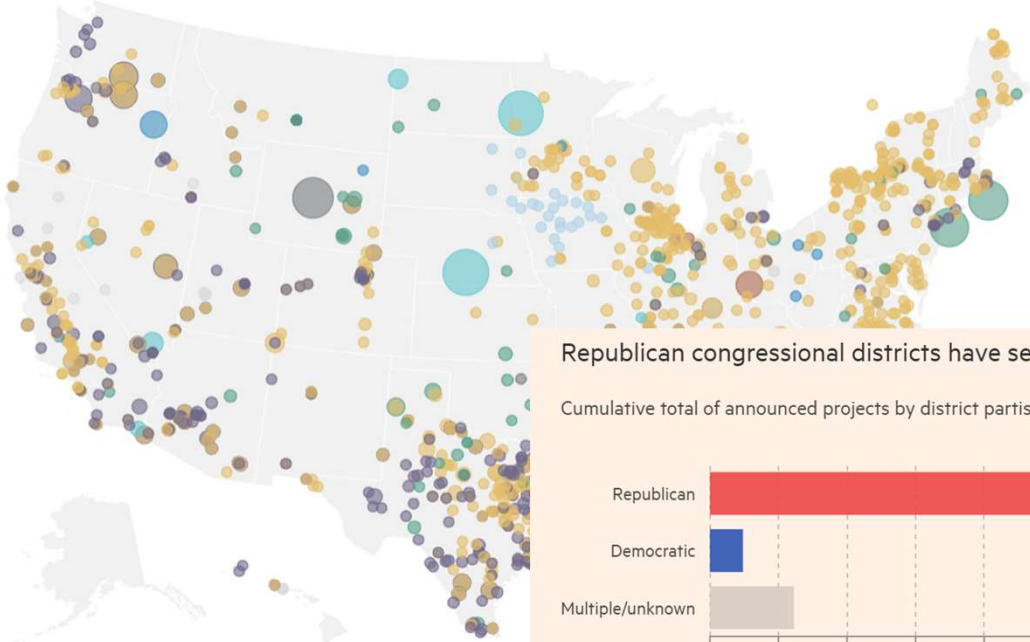 Republican congressional districts have se
Cumulative total of announced projects by district partis
Republican
Democratic
Multiple/unknown